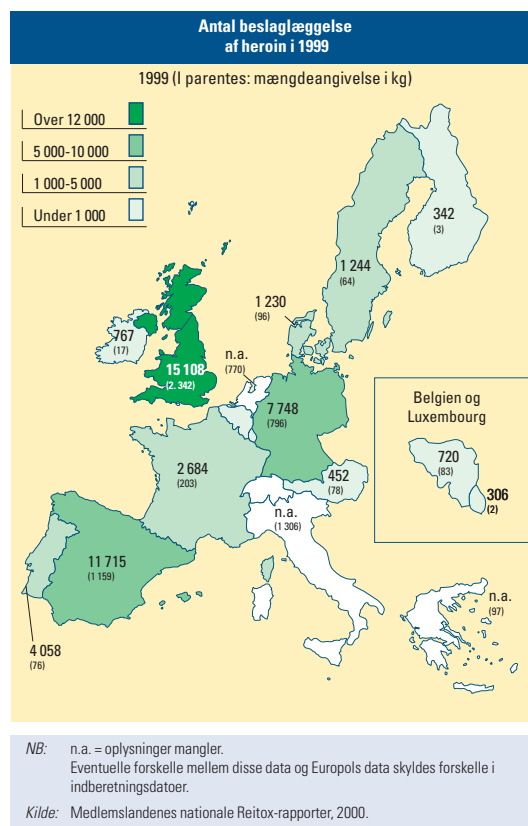 Antal beslaglæggelse
af heroin i 1999
1999 (I parentes: mængdeangivelse i kg)
Over 12 000
5 000-10 000
1 000-5 000
Under 1 000
342
(3)
1 244
(64)
1 230
(96)
767
(17)
n.a.
(770)
15 108
(2. 342)
7 748
(796)
Belgien og
Luxembourg
720
(83)
306
(2)
2 684
(203)
452
(78)
n.a.
(1 306)
11 715
(1 159)
n.a.
(97)
4 058
(76)
NB: n.a. = oplysninger mangler.
Eventuelle forskelle mellem disse data og Europols data skyldes forskelle i
indberetningsdatoer.
Kilde: Medlemslandenes nationale Reitox-rapporter, 2000.